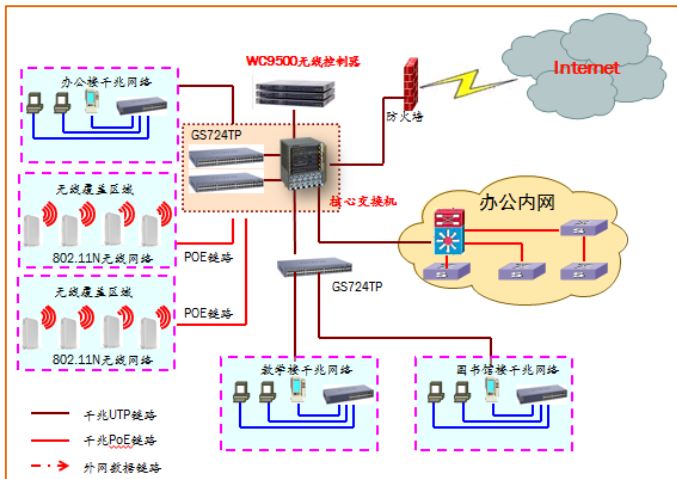 WC9500无线控制器
Internet
办公楼千兆网络
GS724TP
防火墙
核心交换机
无线覆盖区域
802.11N无线网络
POE链路
办公内网
GS724TP
无线覆盖区域
802.11N无线网络
POE链路
教学楼千兆网络
图书馆楼千兆网络
千兆UTP链路
千兆PoE链路
外网数据链路